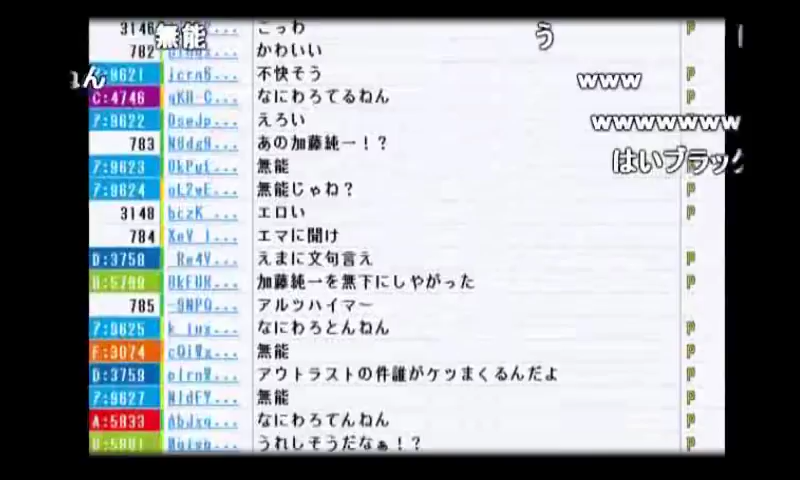 3146 こっわ P
無能
う
782 かわいい
7:9621 jcrn6... 不快そう P
www
C:4746 なにわろてるねん P
7:9622 えろい P
wwwwwww
783 あの加藤純一！？
はいブラック
7:9623 無能 P
7:9624 無能じゃね？ P
3148 bczK_... エロい P
784 エマに聞け
D:3758 _Re4V... えまに文句言え P
加藤純一を無下にしやがった P
785 -9NPO... アルツハイマー
7:9625 なにわろとんねん P
F:3074 無能 P
D:3759 アウトラストの件誰がケツまくるんだよ P
7:9627 無能 P
A:5833 なにわろてんねん P
うれしそうだなぁ！？ P